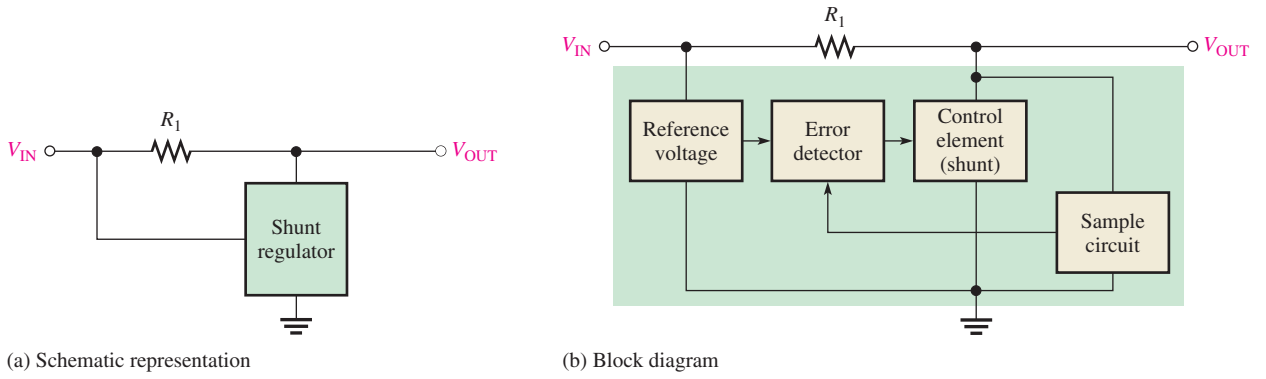 R1
VIN
VOUT
Shunt
regulator
(a) Schematic representation
R1
VIN
VOUT
Reference
voltage
Error
detector
Control
element
(shunt)
Sample
circuit
(b) Block diagram